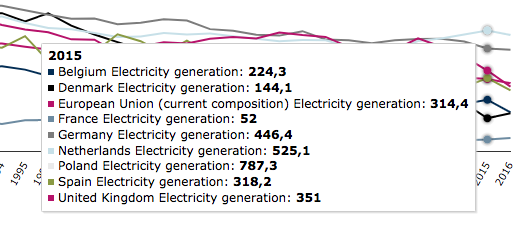 2015
Belgium Electricity generation: 224,3
Denmark Electricity generation: 144,1
European Union (current composition) Electricity generation: 314,4
France Electricity generation: 52
Germany Electricity generation: 446,4
Netherlands Electricity generation: 525,1
Poland Electricity generation: 787,3
Spain Electricity generation: 318,2
United Kingdom Electricity generation: 351
1995
2015
2016